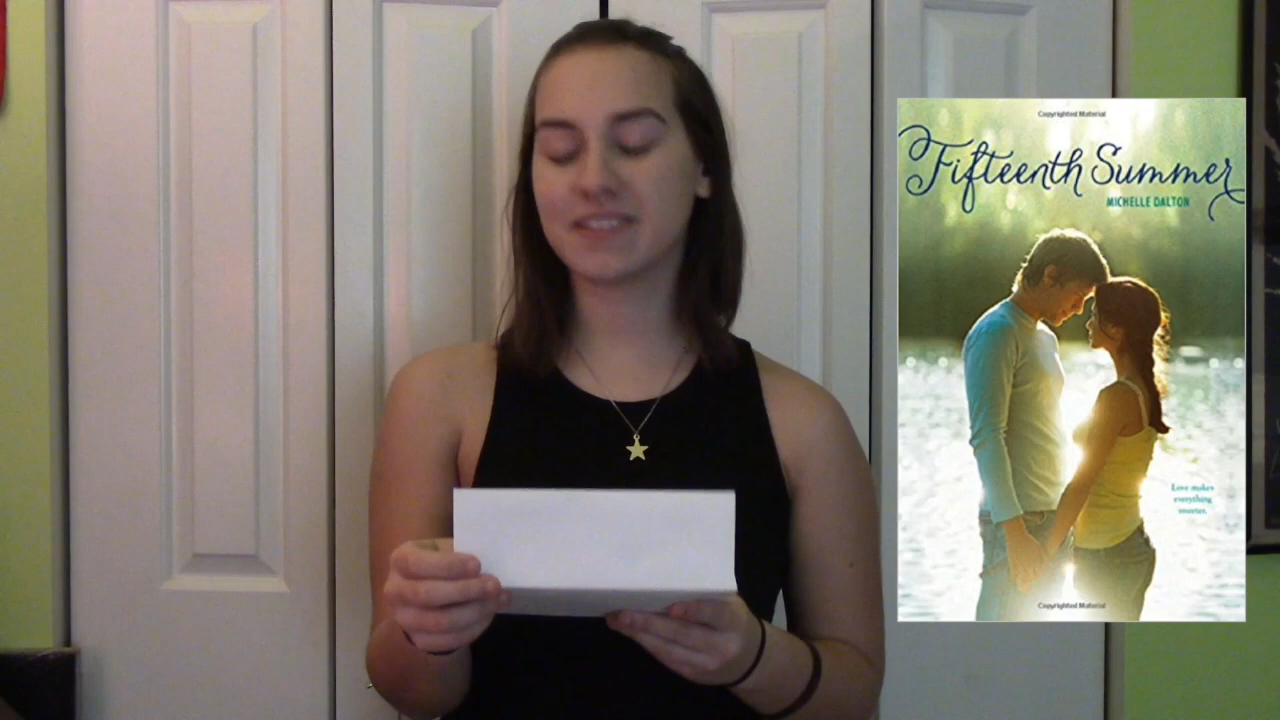 Copyrighted Material
Fifteenth Summer
MICHELLE DALTON
Love makes
everything
sweeter.
Copyrighted Material